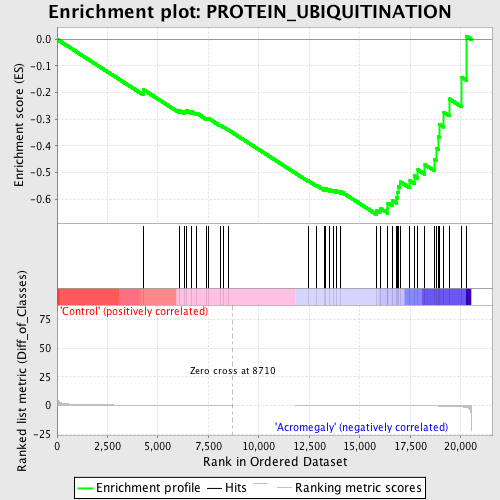 Enrichment plot: PROTEIN_UBIQUITINATION
Enrichment score (ES)
0.0
-0.1
-0.2
-0.3
-0.4
-0.5
-0.6
'Control' (positively correlated)
Ranked list metric (Diff_of_Classes)
75
50
25
0
-25
Zero cross at 8710
'Acromegaly' (negatively correlated)
0 2,500 5,000 7,500 10,000 12,500 15,000 17,500 20,000
Rank in Ordered Dataset
Enrichment profile Hits Ranking metric scores